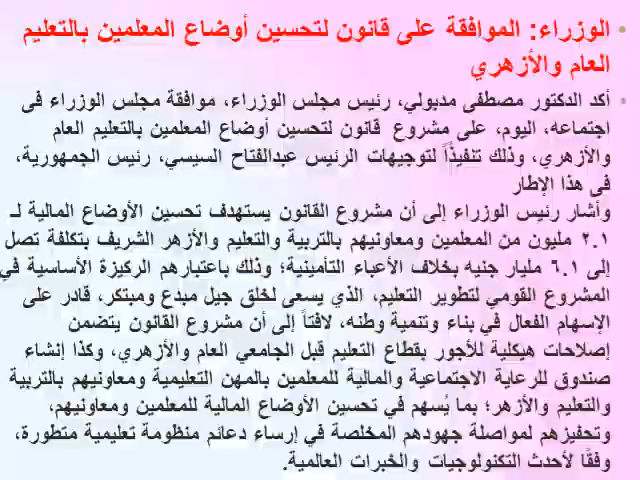 الوزراء: الموافقة على قانون لتحسين أوضاع المعلمين بالتعليم
العام والأزهري
أكد الدكتور مصطفى مدبولي، رئيس مجلس الوزراء، موافقة مجلس الوزراء فى
اجتماعه، اليوم، على مشروع قانون لتحسين أوضاع المعلمين بالتعليم العام
والأزهري، وذلك تنفيذًاً لتوجيهات الرئيس عبدالفتاح السيسي، رئيس الجمهورية،
فى هذا الإطار
وأشار رئيس الوزراء إلى أن مشروع القانون يستهدف تحسين الأوضاع المالية لـ
٢.١ مليون من المعلمين ومعاونيهم بالتربية والتعليم والأزهر الشريف بتكلفة تصل
إلى ٦.١ مليار جنيه بخلاف الأعباء التأمينية؛ وذلك باعتبارهم الركيزة الأساسية في
المشروع القومي لتطوير التعليم، الذي يسعى لخلق جيل مبدع ومبتكر، قادر على
الإسهام الفعال في بناء وتنمية وطنه، لافتاً إلى أن مشروع القانون يتضمن
إصلاحات هيكلية للأجور بقطاع التعليم قبل الجامعي العام والأزهري، وكذا إنشاء
صندوق للرعاية الاجتماعية والمالية للمعلمين بالمهن التعليمية ومعاونيهم بالتربية
والتعليم والأزهر؛ بما يُسهم في تحسين الأوضاع المالية للمعلمين ومعاونيهم،
وتحفيزهم لمواصلة جهودهم المخلصة في إرساء دعائم منظومة تعليمية متطورة،
وفقًا لأحدث التكنولوجيات والخبرات العالمية.